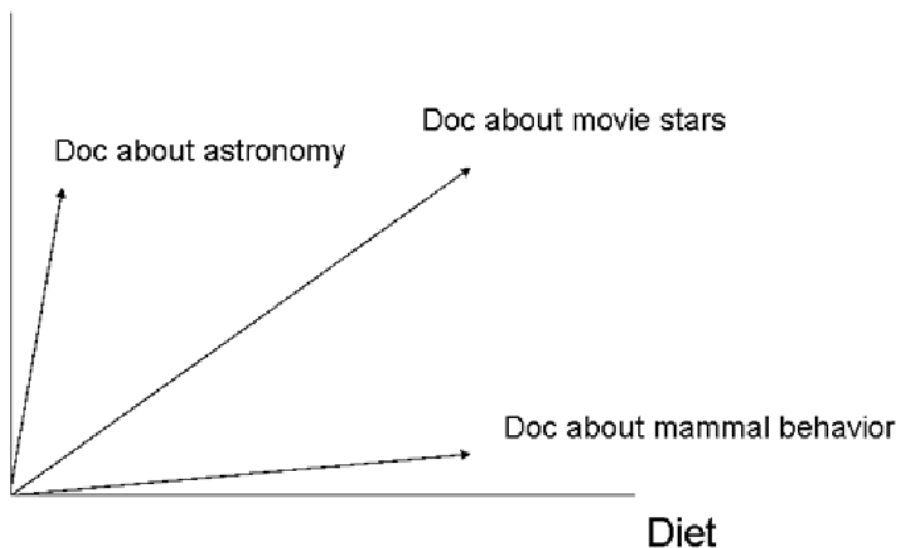 Doc about movie stars
Doc about astronomy
Doc about mammal behavior
Diet